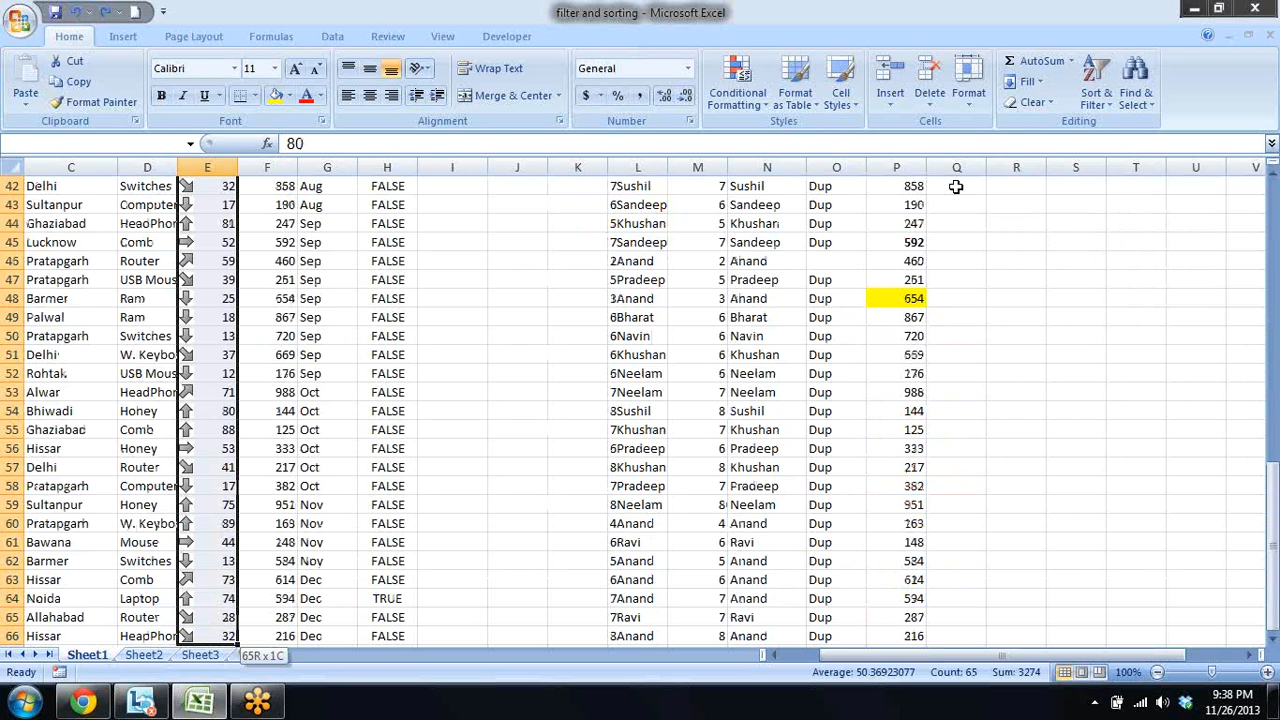 filter and sorting - Microsoft Excel
Home Insert Page Layout Formulas Data Review View Developer
Paste Cut Copy Format Painter Clipboard
Calibri 11 A A B I U A Font
Wrap Text Merge & Center Alignment
General $ % , Number
Conditional Formatting Format as Table Cell Styles Styles
Insert Delete Format Cells
Σ AutoSum Fill Clear Sort & Filter Find & Select Editing
fx 80
C D E F G H I J K L M N O P Q R S T U V
42 Delhi Switches 32 358 Aug FALSE 7Sushil 7 Sushil Dup 858
43 Sultanpur Computer 17 190 Aug FALSE 6Sandeep 6 Sandeep Dup 190
44 Ghaziabad HeadPhon 81 247 Sep FALSE 5Khushan 5 Khushan Dup 247
45 Lucknow Comb 52 592 Sep FALSE 7Sandeep 7 Sandeep Dup 592
46 Pratapgarh Router 59 460 Sep FALSE 2Anand 2 Anand 460
47 Pratapgarh USB Mous 39 261 Sep FALSE 5Pradeep 5 Pradeep Dup 251
48 Barmer Ram 25 654 Sep FALSE 3Anand 3 Anand Dup 654
49 Palwal Ram 18 867 Sep FALSE 6Bharat 6 Bharat Dup 867
50 Pratapgarh Switches 13 720 Sep FALSE 6Navin 6 Navin Dup 720
51 Delhi W. Keybo 37 669 Sep FALSE 6Khushan 6 Khushan Dup 559
52 Rohtak USB Mous 12 176 Sep FALSE 6Neelam 6 Neelam Dup 276
53 Alwar HeadPhon 71 988 Oct FALSE 7Neelam 7 Neelam Dup 986
54 Bhiwadi Honey 80 144 Oct FALSE 8Sushil 8 Sushil Dup 144
55 Ghaziabad Comb 88 125 Oct FALSE 7Khushan 7 Khushan Dup 125
56 Hissar Honey 53 333 Oct FALSE 6Pradeep 6 Pradeep Dup 333
57 Delhi Router 41 217 Oct FALSE 8Khushan 8 Khushan Dup 217
58 Pratapgarh Computer 17 382 Oct FALSE 7Pradeep 7 Pradeep Dup 352
59 Sultanpur Honey 75 951 Nov FALSE 8Neelam 8 Neelam Dup 951
60 Pratapgarh W. Keybo 89 163 Nov FALSE 4Anand 4 Anand Dup 263
61 Bawana Mouse 44 248 Nov FALSE 6Ravi 6 Ravi Dup 148
62 Barmer Switches 13 534 Nov FALSE 5Anand 5 Anand Dup 584
63 Hissar Comb 73 614 Dec FALSE 6Anand 6 Anand Dup 624
64 Noida Laptop 74 594 Dec TRUE 7Anand 7 Anand Dup 594
65 Allahabad Router 28 287 Dec FALSE 7Ravi 7 Ravi Dup 287
66 Hissar HeadPhon 32 216 Dec FALSE 8Anand 8 Anand Dup 216
Sheet1 Sheet2 Sheet3 65R x 1C
Ready Average: 50.36923077 Count: 65 Sum: 3274 100%
9:38 PM
11/26/2013